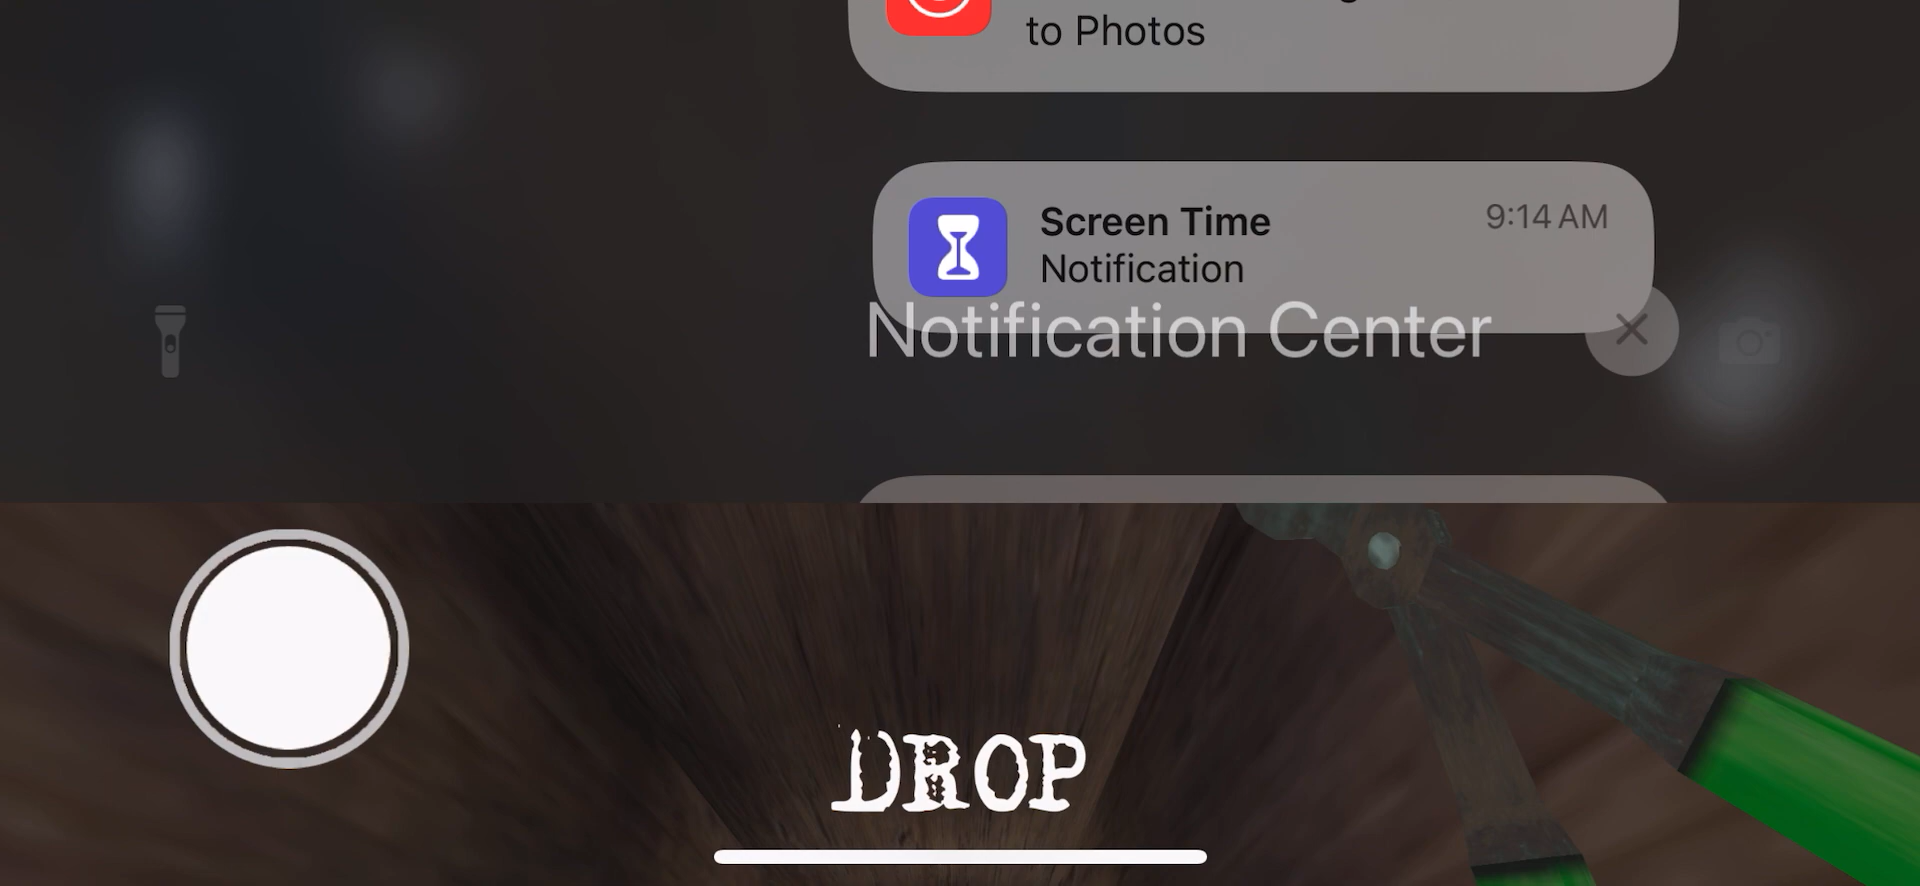 to Photos
Screen Time
9:14 AM
Notification
Notification Center
DROP